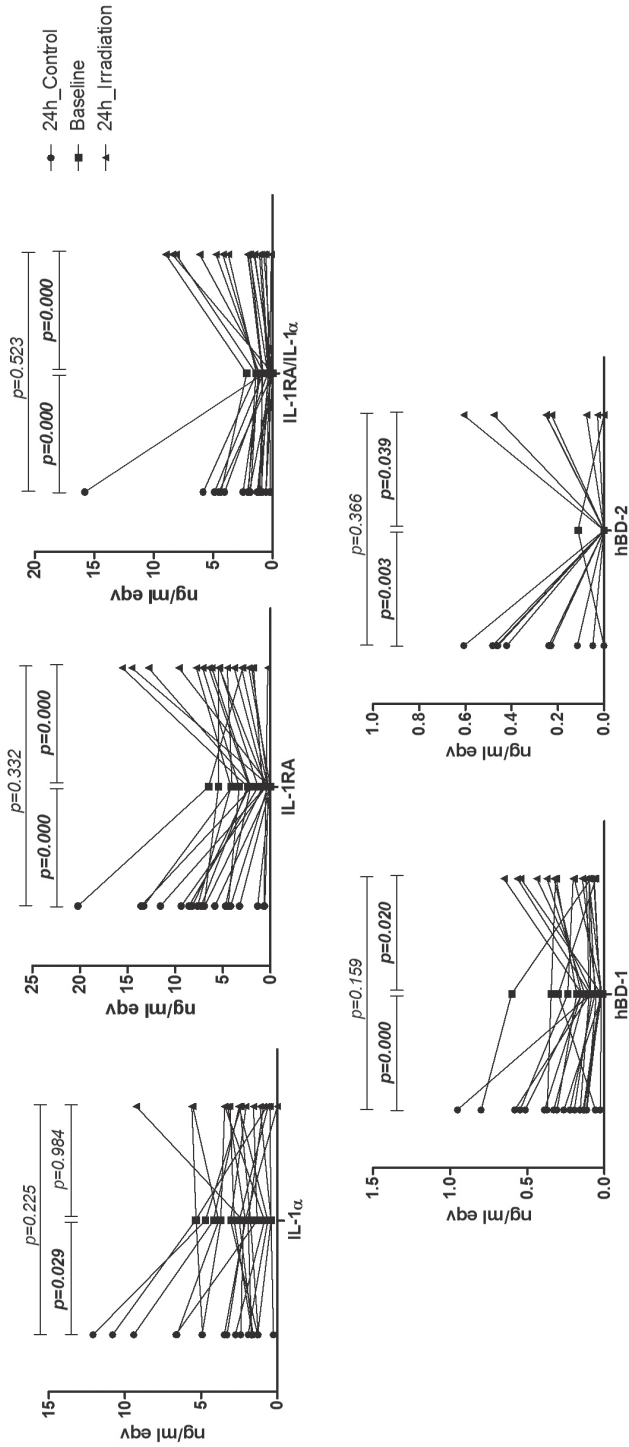 p=0.225
p=0.029
p=0.984
ng/ml eqv
15
10
5
0
IL-1α
p=0.332
p=0.000
p=0.000
ng/ml eqv
25
20
15
10
5
0
IL-1RA
p=0.523
p=0.000
p=0.000
ng/ml eqv
20
15
10
5
0
IL-1RA/IL-1α
24h_Control
Baseline
24h_Irradiation
p=0.159
p=0.000
p=0.020
ng/ml eqv
1.5
1.0
0.5
0.0
hBD-1
p=0.366
p=0.003
p=0.039
ng/ml eqv
1.0
0.8
0.6
0.4
0.2
0.0
hBD-2